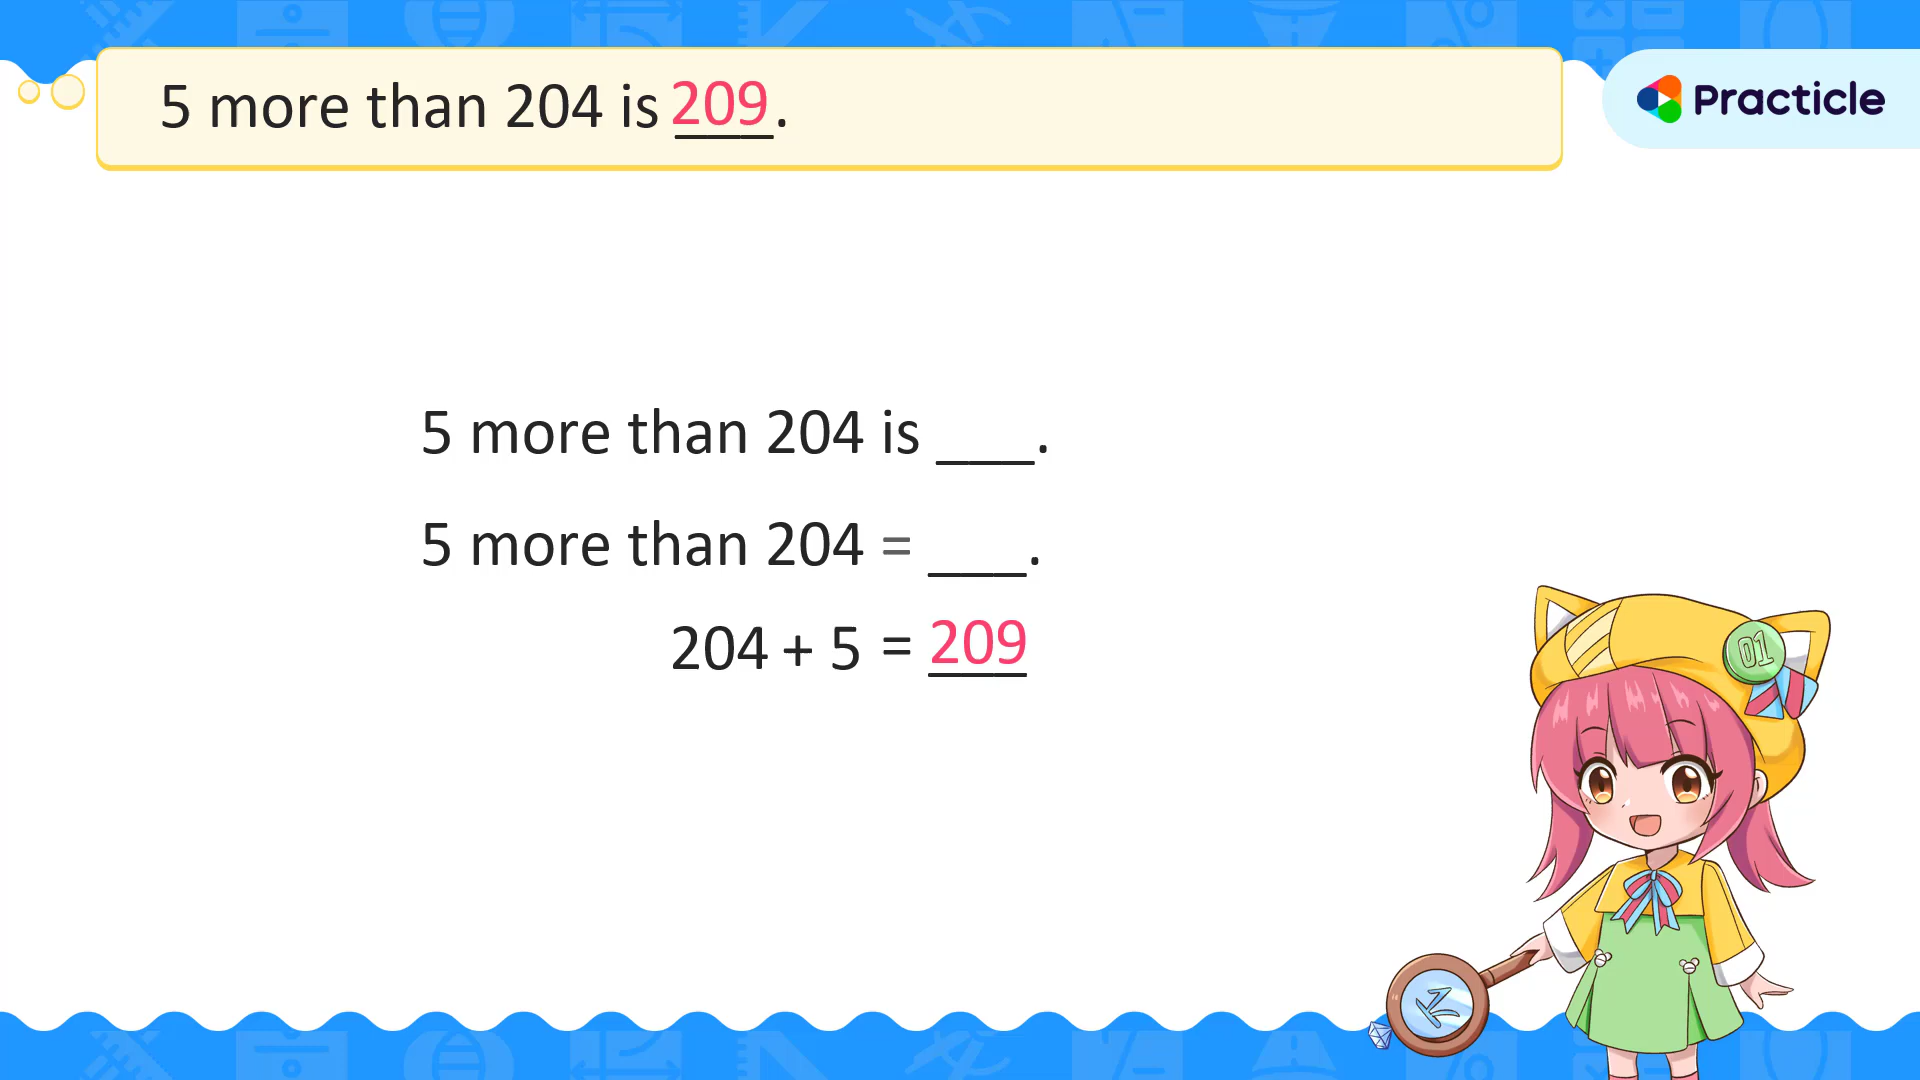 5 more than 204 is 209.
Practicle
5 more than 204 is ___.
5 more than 204 = ___.
204 + 5 = 209
01